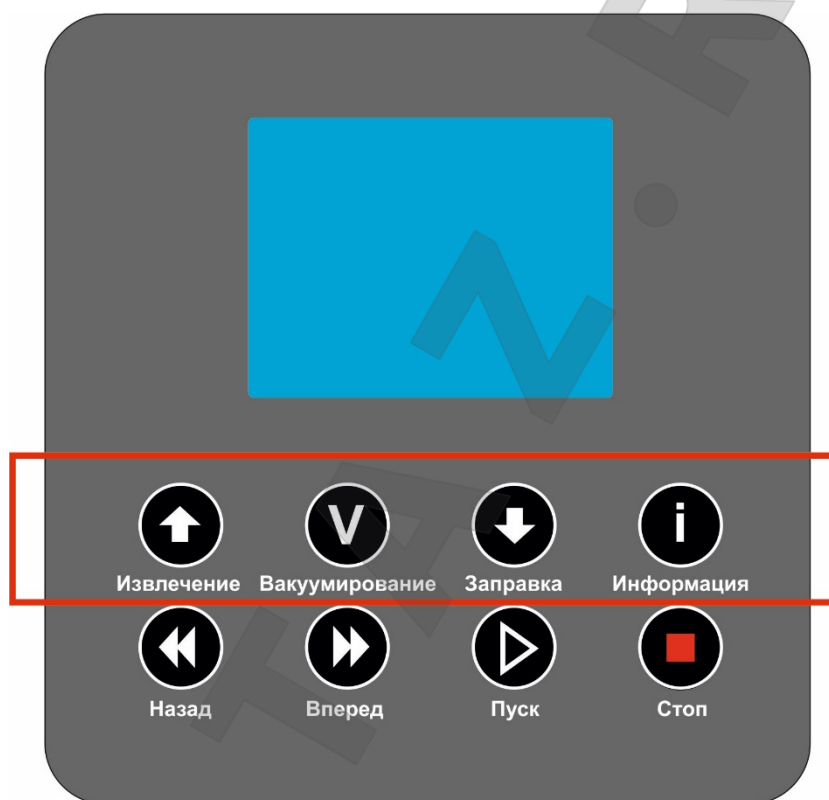 V
i
Извлечение Вакуумирование Заправка Информация
Назад Вперед Пуск Стоп